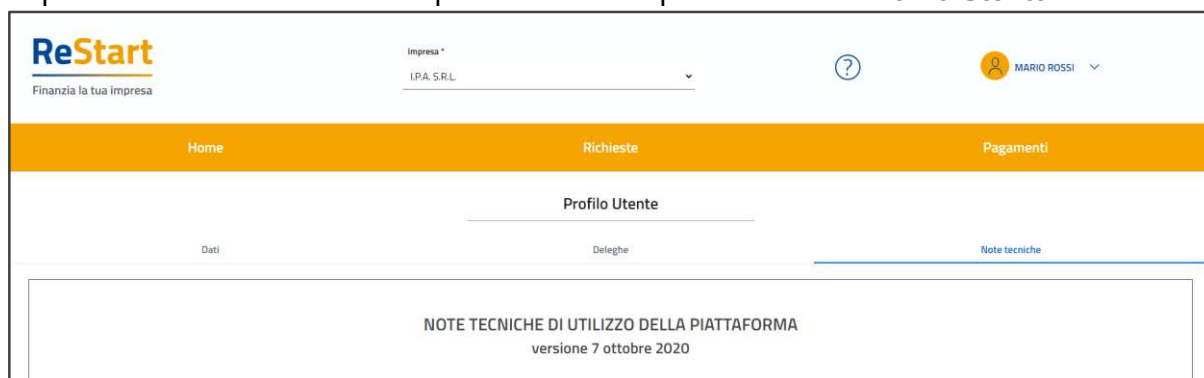 ReStart
Finanzia la tua impresa
Impresa *
I.P.A. S.R.L.
?
MARIO ROSSI
Home Richieste Pagamenti
Profilo Utente
Dati Deleghe Note tecniche
NOTE TECNICHE DI UTILIZZO DELLA PIATTAFORMA
versione 7 ottobre 2020